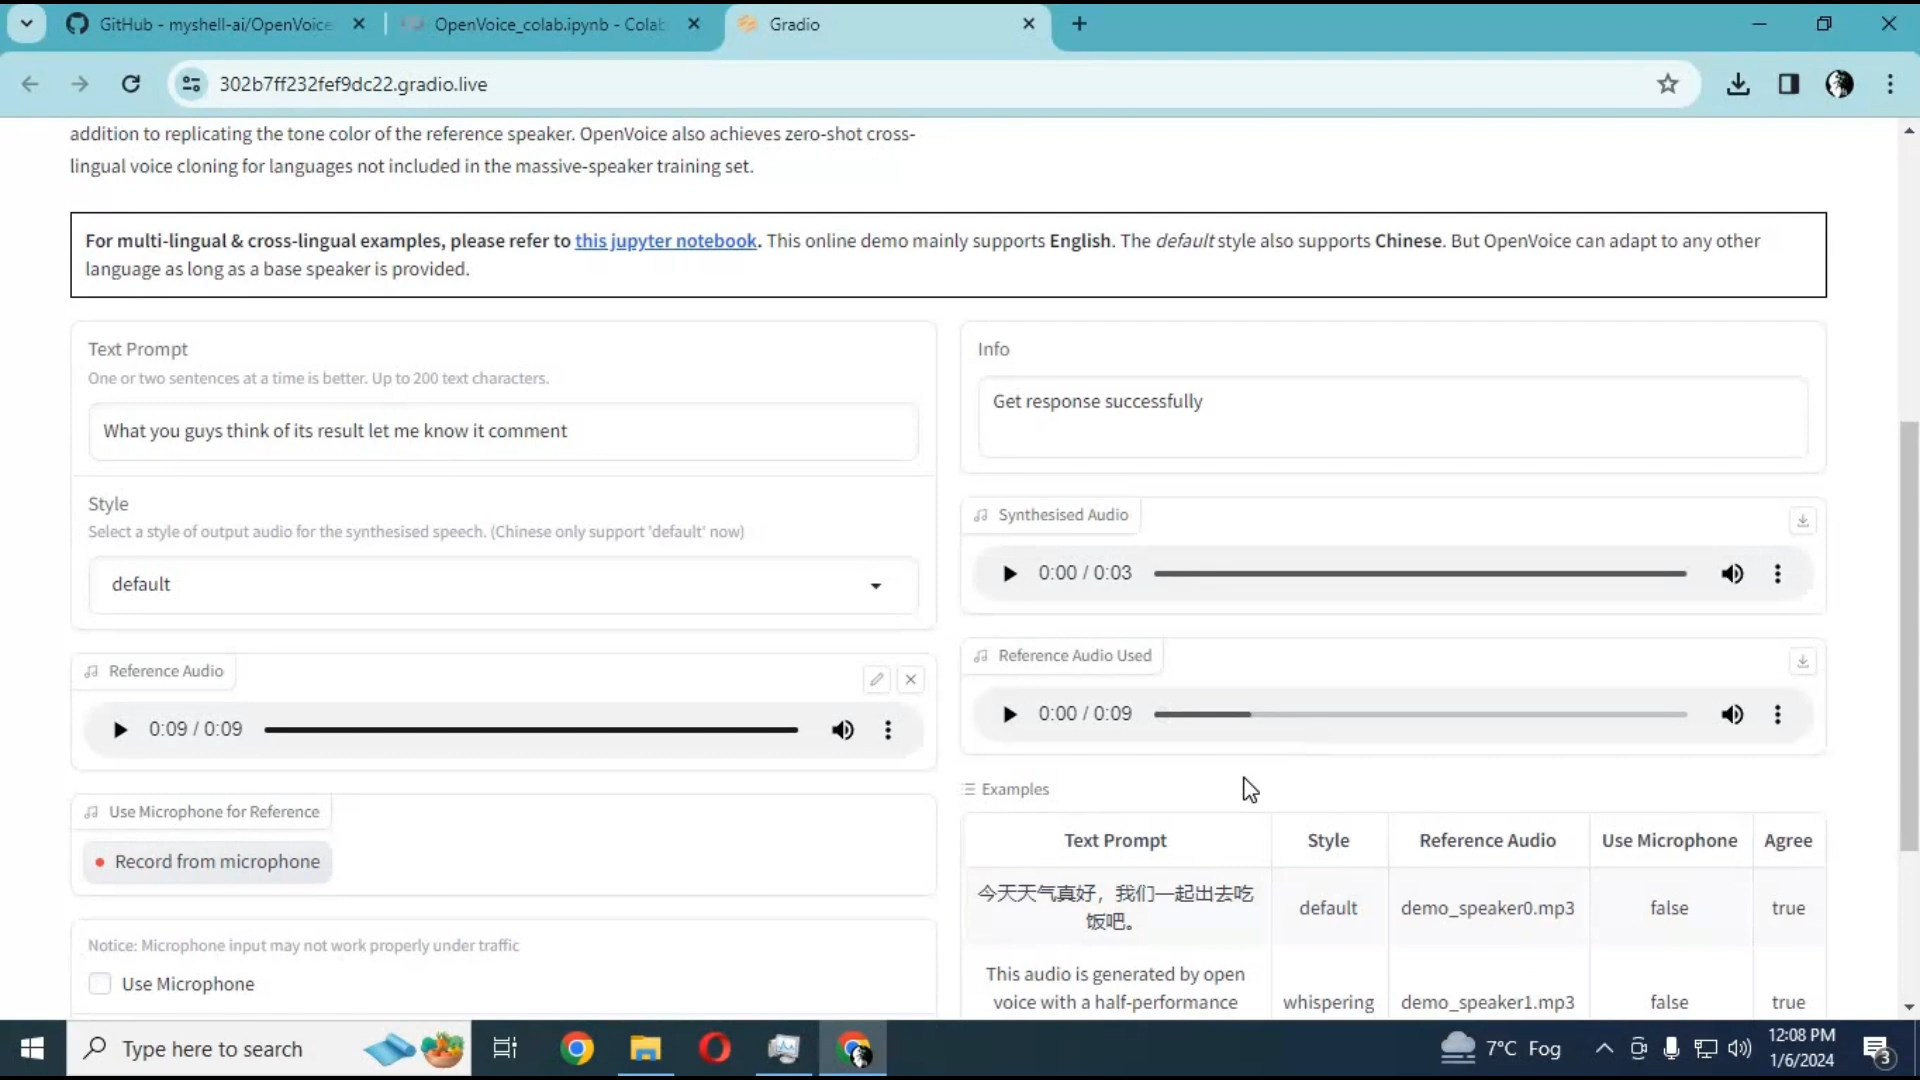 GitHub - myshell-ai/OpenVoice
OpenVoice_colab.ipynb - Colab
Gradio
302b7ff232fef9dc22.gradio.live
addition to replicating the tone color of the reference speaker. OpenVoice also achieves zero-shot cross-
lingual voice cloning for languages not included in the massive-speaker training set.
For multi-lingual & cross-lingual examples, please refer to this jupyter notebook. This online demo mainly supports English. The default style also supports Chinese. But OpenVoice can adapt to any other
language as long as a base speaker is provided.
Text Prompt
One or two sentences at a time is better. Up to 200 text characters.
What you guys think of its result let me know it comment
Style
Select a style of output audio for the synthesised speech. (Chinese only support 'default' now)
default
Reference Audio
0:09 / 0:09
Use Microphone for Reference
Record from microphone
Notice: Microphone input may not work properly under traffic
Use Microphone
Info
Get response successfully
Synthesised Audio
0:00 / 0:03
Reference Audio Used
0:00 / 0:09
Examples
Text Prompt Style Reference Audio Use Microphone Agree
今天天气真好，我们一起出去吃
饭吧。
default demo_speaker0.mp3 false true
This audio is generated by open
voice with a half-performance
whispering demo_speaker1.mp3 false true
Type here to search
7°C Fog
12:08 PM
1/6/2024
3